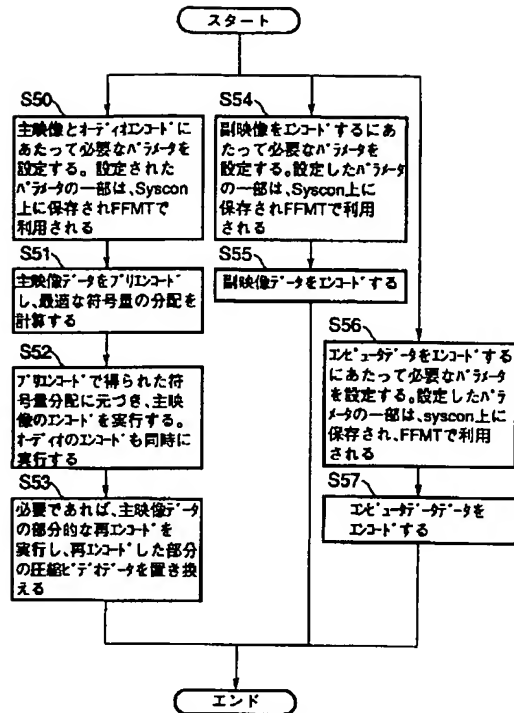 スタート
S50
主映像とオーディオエンコードに
あたって必要なパラメータを
設定する。設定された
パラメータの一部は、Syscon
上に保存されFFMTで
利用される
S51
主映像データをプリエンコード
し、最適な符号量の分配を
計算する
S52
プリエンコードで得られた符
号量分配に元づき、主映
像のエンコードを実行する。
オーディオのエンコードも同時に
実行する
S53
必要であれば、主映像データ
の部分的な再エンコードを
実行し、再エンコードした部分
の圧縮ビデオデータを置き換
える
S54
副映像をエンコードするにあ
たって必要なパラメータを
設定する。設定したパラメータ
の一部は、Syscon上に
保存されFFMTで利用
される
S55
副映像データをエンコードする
S56
コンピュータデータをエンコードする
にあたって必要なパラメータ
を設定する。設定したパラ
メータの一部は、syscon上に
保存され、FFMTで利用
される
S57
コンピュータデータデータを
エンコードする
エンド